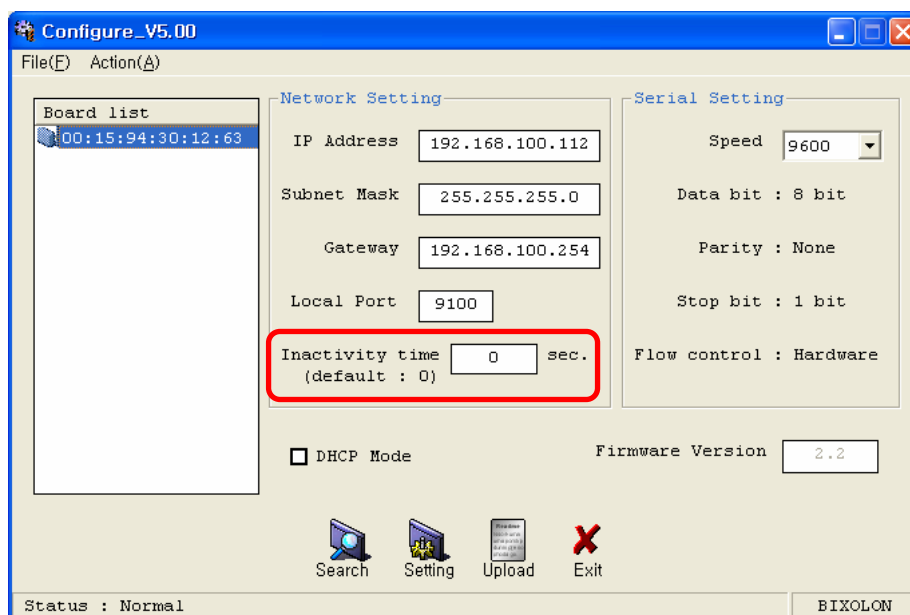 Configure_V5.00
File(F) Action(A)
Board list
00:15:94:30:12:63
Network Setting
IP Address 192.168.100.112
Subnet Mask 255.255.255.0
Gateway 192.168.100.254
Local Port 9100
Inactivity time 0 sec.
(default : 0)
Serial Setting
Speed 9600
Data bit : 8 bit
Parity : None
Stop bit : 1 bit
Flow control : Hardware
DHCP Mode
Firmware Version 2.2
Search Setting Upload Exit
Status : Normal BIXOLON